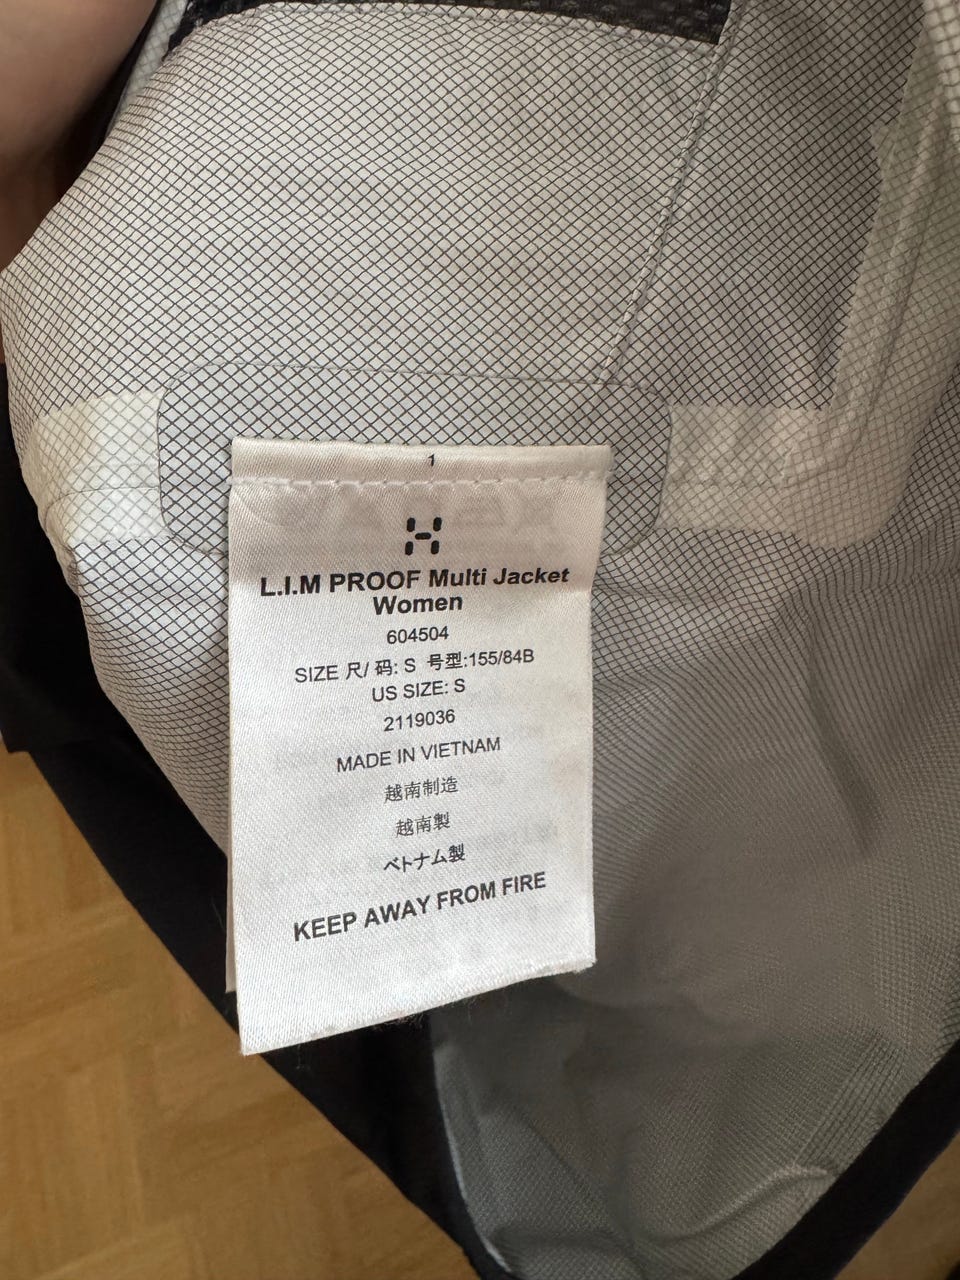 1
L.I.M PROOF Multi Jacket
Women
604504
SIZE 尺/ 码: S 号型:155/84B
US SIZE: S
2119036
MADE IN VIETNAM
越南制造
越南製
ベトナム製
KEEP AWAY FROM FIRE